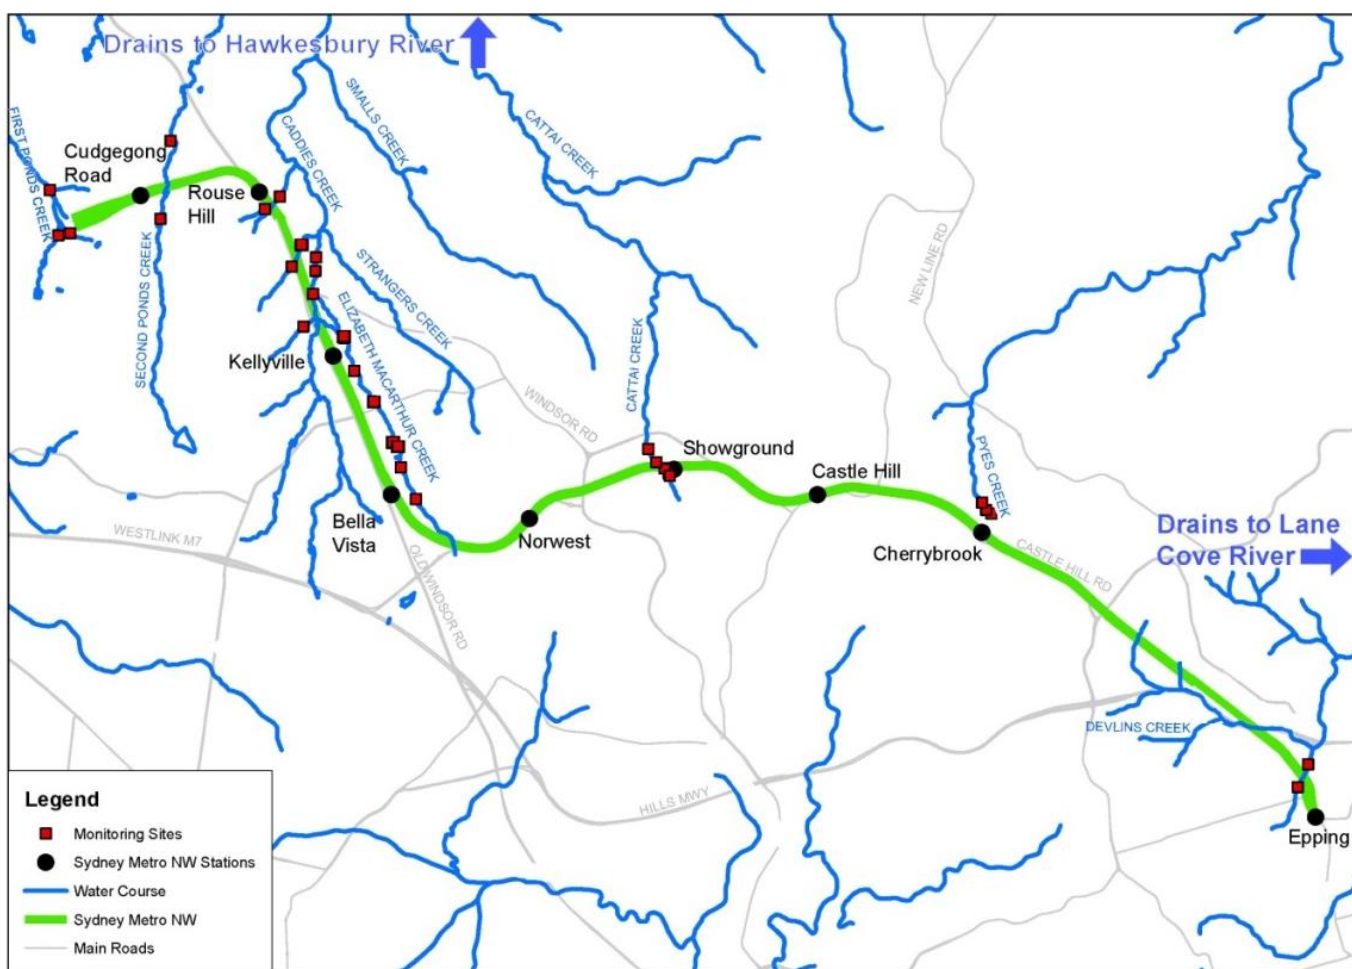 Drains to Hawkesbury River
FIRST PONDS CREEK
Cudgegong
Road
SECOND PONDS CREEK
Rouse
Hill
CADDIES CREEK
SMALLS CREEK
CATTAI CREEK
STRANGERS CREEK
ELIZABETH MACARTHUR CREEK
Kellyville
NEW LINE RD
WINDSOR RD
CATTAI CREEK
Showground
Castle Hill
PYES CREEK
Bella
Vista
Norwest
Cherrybrook
WESTLINK M7
OLD WINDSOR RD
CASTLE HILL RD
Drains to Lane
Cove River
DEVLINS CREEK
HILLS MWY
Epping
Legend
Monitoring Sites
Sydney Metro NW Stations
Water Course
Sydney Metro NW
Main Roads